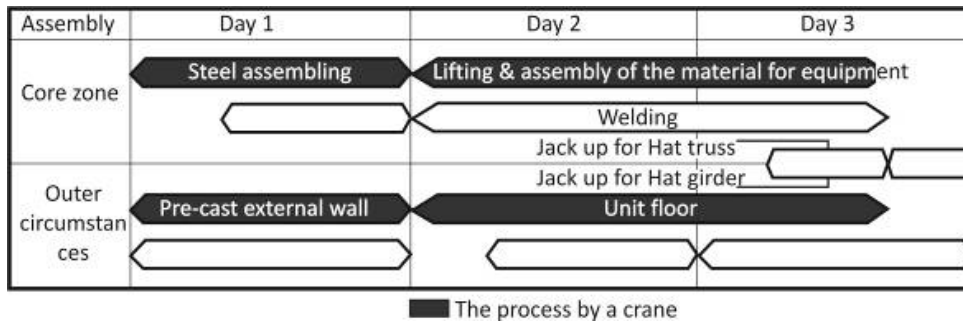 Assembly Day 1 Day 2 Day 3
Core zone
Steel assembling Lifting & assembly of the material for equipment
Welding
Jack up for Hat truss
Jack up for Hat girder
Outer
circumstan
ces
Pre-cast external wall Unit floor
The process by a crane